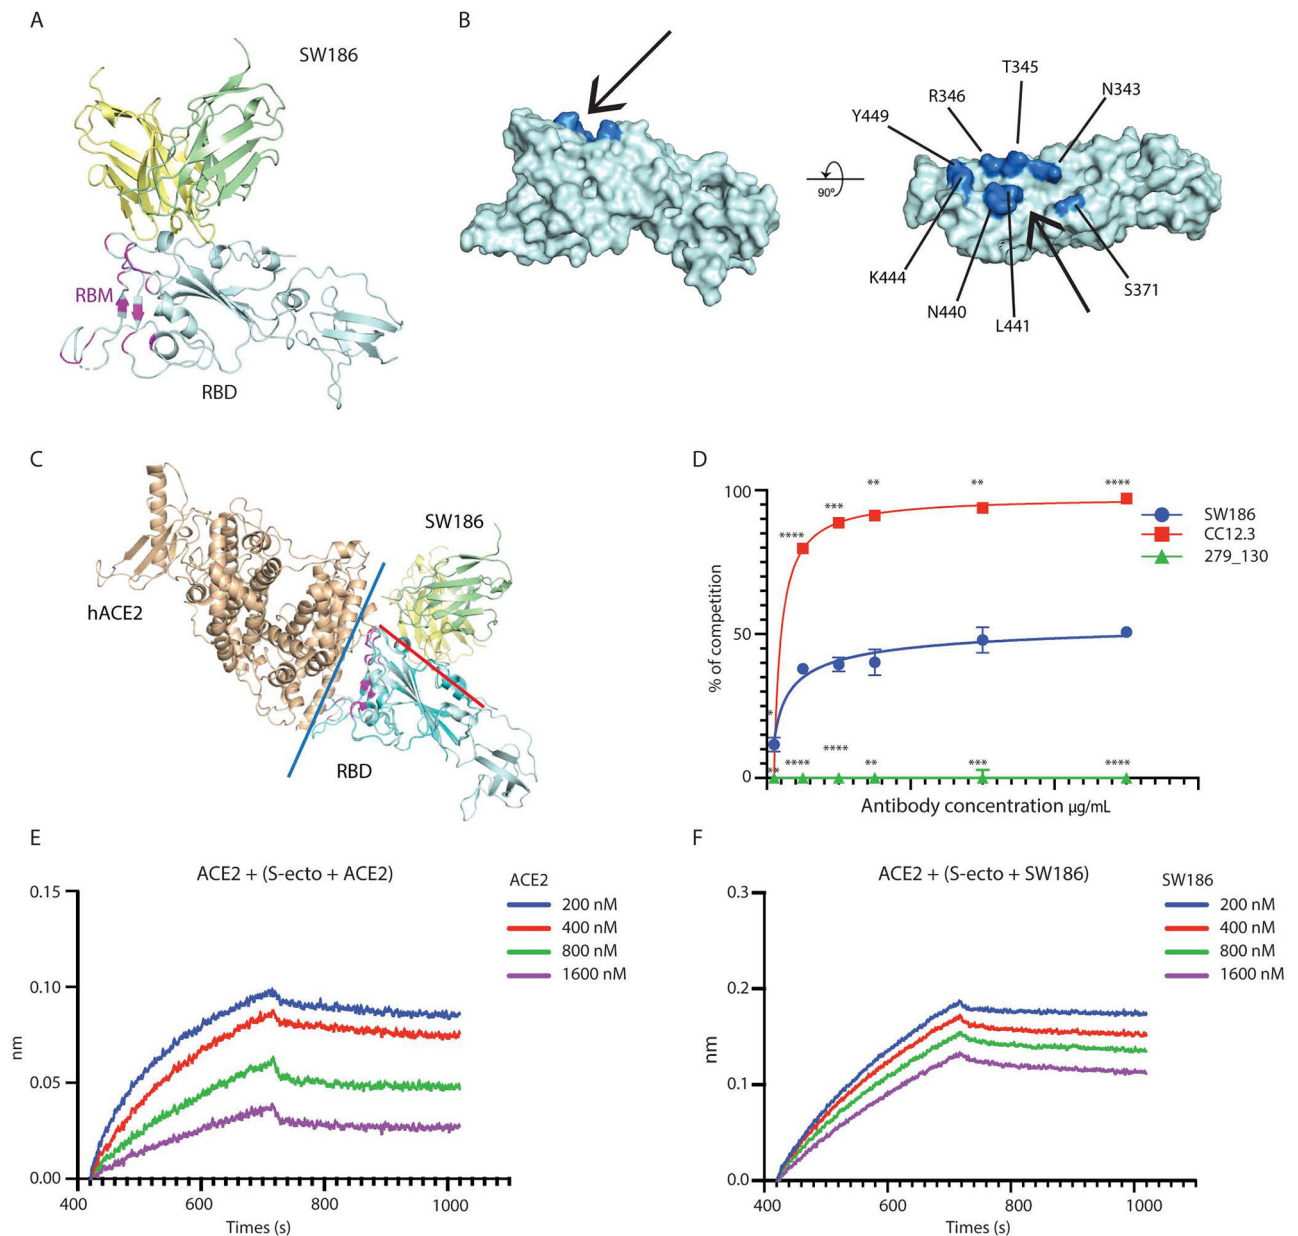 A
SW186
RBM
RBD
B
90º
T345
R346
N343
Y449
K444
N440
L441
S371
C
hACE2
SW186
RBD
D
% of competition
100
50
0
****
***
**
**
****
*
**
****
****
**
***
****
Antibody concentration µg/mL
SW186
CC12.3
279_130
E
ACE2 + (S-ecto + ACE2)
nm
0.15
0.10
0.05
0.00
400
600
800
1000
Times (s)
ACE2
200 nM
400 nM
800 nM
1600 nM
F
ACE2 + (S-ecto + SW186)
nm
0.3
0.2
0.1
0.0
400
600
800
1000
Times (s)
SW186
200 nM
400 nM
800 nM
1600 nM